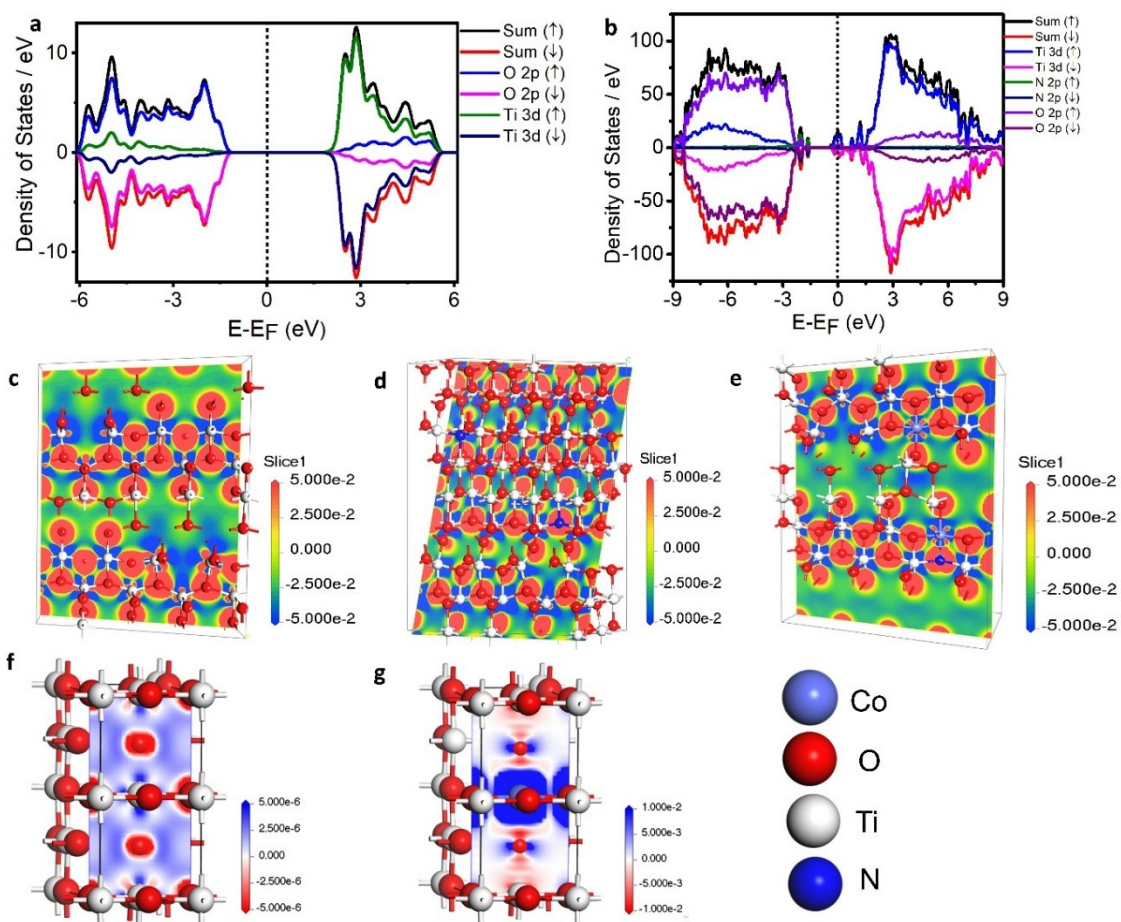 a
Density of States / eV
10
0
-10
-6
-3
0
3
6
E-EF (eV)
Sum (↑)
Sum (↓)
O 2p (↑)
O 2p (↓)
Ti 3d (↑)
Ti 3d (↓)
b
Density of States / eV
100
50
0
-50
-100
-9
-6
-3
0
3
6
9
E-EF (eV)
Sum (↑)
Sum (↓)
Ti 3d (↑)
Ti 3d (↓)
N 2p (↑)
N 2p (↓)
O 2p (↑)
O 2p (↓)
c
Slice1
5.000e-2
2.500e-2
0.000
-2.500e-2
-5.000e-2
d
Slice1
5.000e-2
2.500e-2
0.000
-2.500e-2
-5.000e-2
e
Slice1
5.000e-2
2.500e-2
0.000
-2.500e-2
-5.000e-2
f
5.000e-6
2.500e-6
0.000
-2.500e-6
-5.000e-6
g
1.000e-2
5.000e-3
0.000
-5.000e-3
-1.000e-2
Co
O
Ti
N